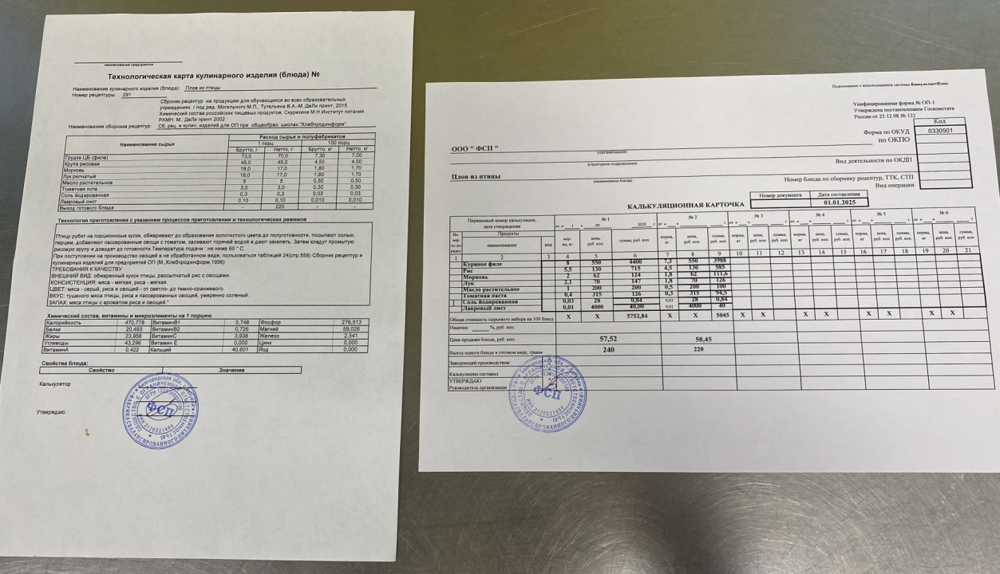 наименование предприятия
Технологическая карта кулинарного изделия (блюда) №
Наименование кулинарного изделия (блюда): Плов из птицы
Номер рецептуры: 291
Сборник рецептур на продукцию для обучающихся во всех образовательных
учреждениях. / под ред. Могильного М.П., Тутельяна В.А.-М.:ДеЛи принт, 2015
Химический состав российских пищевых продуктов. Скурихина М.Н.Институт питания
РАМН. М.; ДеЛи принт 2002
Наименование сборника рецептур: Сб. рец. и кулин. изделий для ОП при общеобраз. школах."Хлебпродинформ"
Наименование сырья Расход сырья и полуфабрикатов
1 порц 100 порц
Брутто, г Нетто, г Брутто, кг Нетто, кг
Грудка ЦБ (филе) 73,0 70,0 7,30 7,00
Крупа рисовая 45,0 45,0 4,50 4,50
Морковь 18,0 17,0 1,80 1,70
Лук репчатый 18,0 17,0 1,80 1,70
Масло растительное 5 5 0,50 0,50
Томатная пста 3,0 3,0 0,30 0,30
Соль йодированная 0,3 0,3 0,03 0,03
Лавровый лист 0,10 0,10 0,010 0,010
Выход готового блюда - 220 - -
Технология приготовления с указанием процессов приготовления и технологических режимов
Птицу рубят на порционные куски, обжаривают до образования золотистого цвета до полуготовности, посыпают солью,
перцем, добавляют пассерованные овощи с томатом, заливают горячей водой и дают закипеть. Затем кладут промытую
рисовую крупу и доводят до готовности.Температура подачи : не ниже 65 ° С.
При поступлении на производство овощей в не обработанном виде, пользоваться таблицей 24(стр.558) Сборник рецептур и
кулинарных изделий для предприятий ОП (М.;Хлебпродинформ,1996)
ТРЕБОВАНИЯ К КАЧЕСТВУ
ВНЕШНИЙ ВИД: обжаренный кусок птицы, рассыпчатый рис с овощами.
КОНСИСТЕНЦИЯ: мяса - мягкая, риса - мягкая.
ЦВЕТ: мяса - серый, риса и овощей - от светло- до темно-оранжевого.
ВКУС: тушеного мяса птицы, риса и пассерованных овощей, умеренно соленый.
ЗАПАХ: мяса птицы с ароматом риса и овощей."
Химический состав, витамины и микроэлементы на 1 порцию
Калорийность 470,778 ВитаминВ1 0,748 Фосфор 276,513
Белки 20,493 ВитаминВ2 0,726 Магний 59,026
Жиры 23,958 ВитаминС 3,938 Железо 2,541
Углеводы 43,296 Витамин Е 0,000 Цинк 0,000
ВитаминА 0,422 Кальций 40,601 Йод 0,000
Свойства блюда:
Свойство Значение
Калькулятор
Утверждаю:
ФСП
Подготовлено с использованием системы КонсультантПлюс
Унифицированная форма № ОП-1
Утверждена постановлением Госкомстата
России от 25.12.98 № 132
Код
Форма по ОКУД 0330501
по ОКПО
ООО " ФСП "
(организация)
(структурное подразделение)
Вид деятельности по ОКДП
Плов из птицы
(наименование блюда)
Номер блюда по сборнику рецептур, ТТК, СТП
Вид операции
Номер документа Дата составления
КАЛЬКУЛЯЦИОННАЯ КАРТОЧКА 01.01.2025
Порядковый номер калькуляции, дата утверждения № 1 № 2 № 3 № 4 № 5 № 6
от « 1 » 09 2020 г.
Продукты
наименование код норма, кг цена, руб. коп. сумма, руб. коп. норма, кг цена, руб. коп. сумма, руб. коп. норма, кг цена, руб. коп. сумма, руб. коп. норма, кг цена, руб. коп. сумма, руб. коп. норма, кг цена, руб. коп. сумма, руб. коп. норма, кг цена, руб. коп. сумма, руб. коп.
1 2 3 4 5 6 7 8 9 10 11 12 13 14 15 16 17 18 19 20 21
Куриное филе 8 550 4400 7,3 550 3988
Рис 5,5 130 715 4,5 130 585
Морковь 2 62 124 1,8 62 111,6
Лук 2,1 70 147 1,8 70 126
Масло растительное 1 200 200 0,5 200 100
Томатная паста 0,4 315 126 0,3 315 94,5
1 Соль йодированная 0,03 28 0,84 0,03 28 0,84
Лавровый лист 0,01 4000 40,00 0,01 4000 40
Общая стоимость сырьевого набора на 100 блюд X X 5752,84 X X 5045 X X X X X X X X
Наценка %, руб. коп.
Цена продажи блюда, руб. коп. 57,52 50,45
Выход одного блюда в готовом виде, грамм 240 220
Заведующий производством
Калькуляцию составил
УТВЕРЖДАЮ
Руководитель организации
ФСП